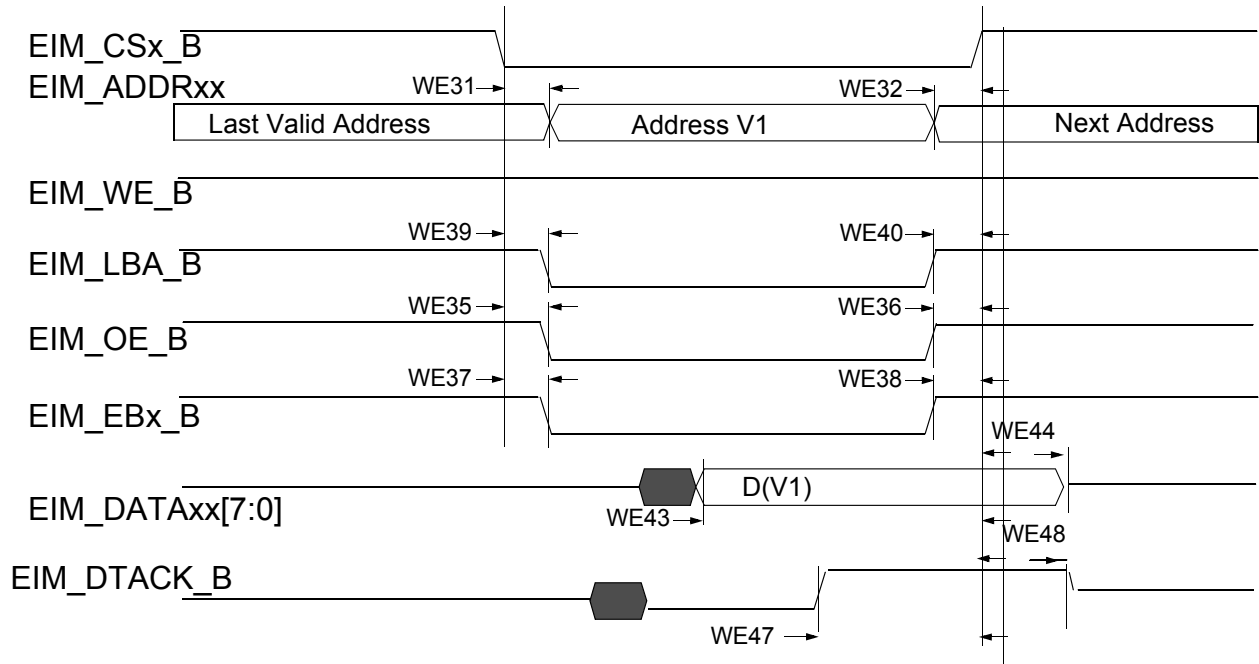 EIM_CSx_B
EIM_ADDRxx
WE31
WE32
Last Valid Address
Address V1
Next Address
EIM_WE_B
WE39
WE40
EIM_LBA_B
WE35
WE36
EIM_OE_B
WE37
WE38
EIM_EBx_B
WE44
D(V1)
EIM_DATAxx[7:0]
WE43
WE48
EIM_DTACK_B
WE47